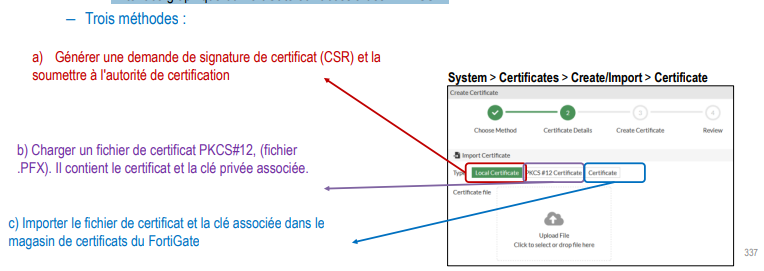 – Trois méthodes :
a) Générer une demande de signature de certificat (CSR) et la
soumettre à l'autorité de certification
System > Certificates > Create/Import > Certificate
Create Certificate
2
3
4
Choose Method
Certificate Details
Create Certificate
Review
b) Charger un fichier de certificat PKCS#12, (fichier
.PFX). Il contient le certificat et la clé privée associée.
Import Certificate
Local Certificate
PKCS #12 Certificate
Certificate
Certificate file
c) Importer le fichier de certificat et la clé associée dans le
magasin de certificats du FortiGate
Upload File
Click to select or drop file here
337